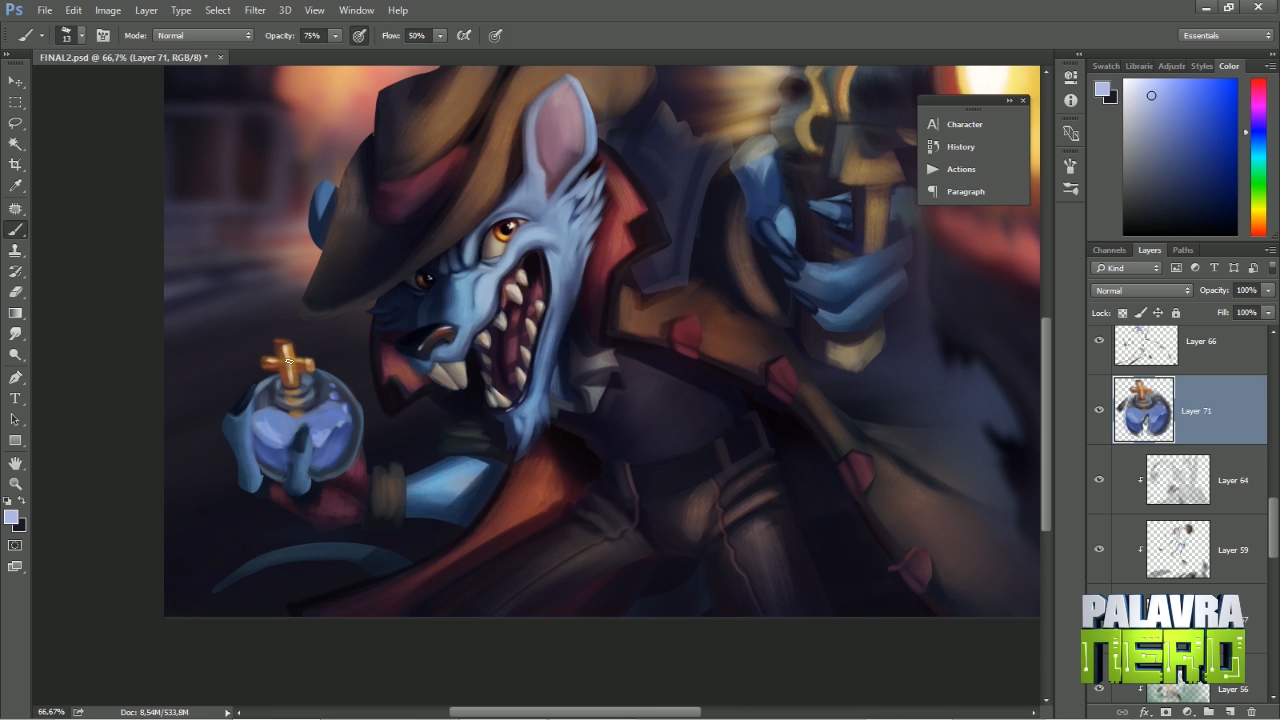 Ps File Edit Image Layer Type Select Filter 3D View Window Help
13 Mode: Normal Opacity: 75% Flow: 50% Essentials
FINAL2.psd @ 66,7% (Layer 71, RGB/8) * ×
Swatch Librarie Adjustr Styles Color
Character
History
Actions
Paragraph
Channels Layers Paths
Kind
Normal Opacity: 100%
Lock: Fill: 100%
Layer 66
Layer 71
Layer 64
Layer 59
PALAVRA
NERD
Layer 56
66,67% Doc: 8,54M/533,8M